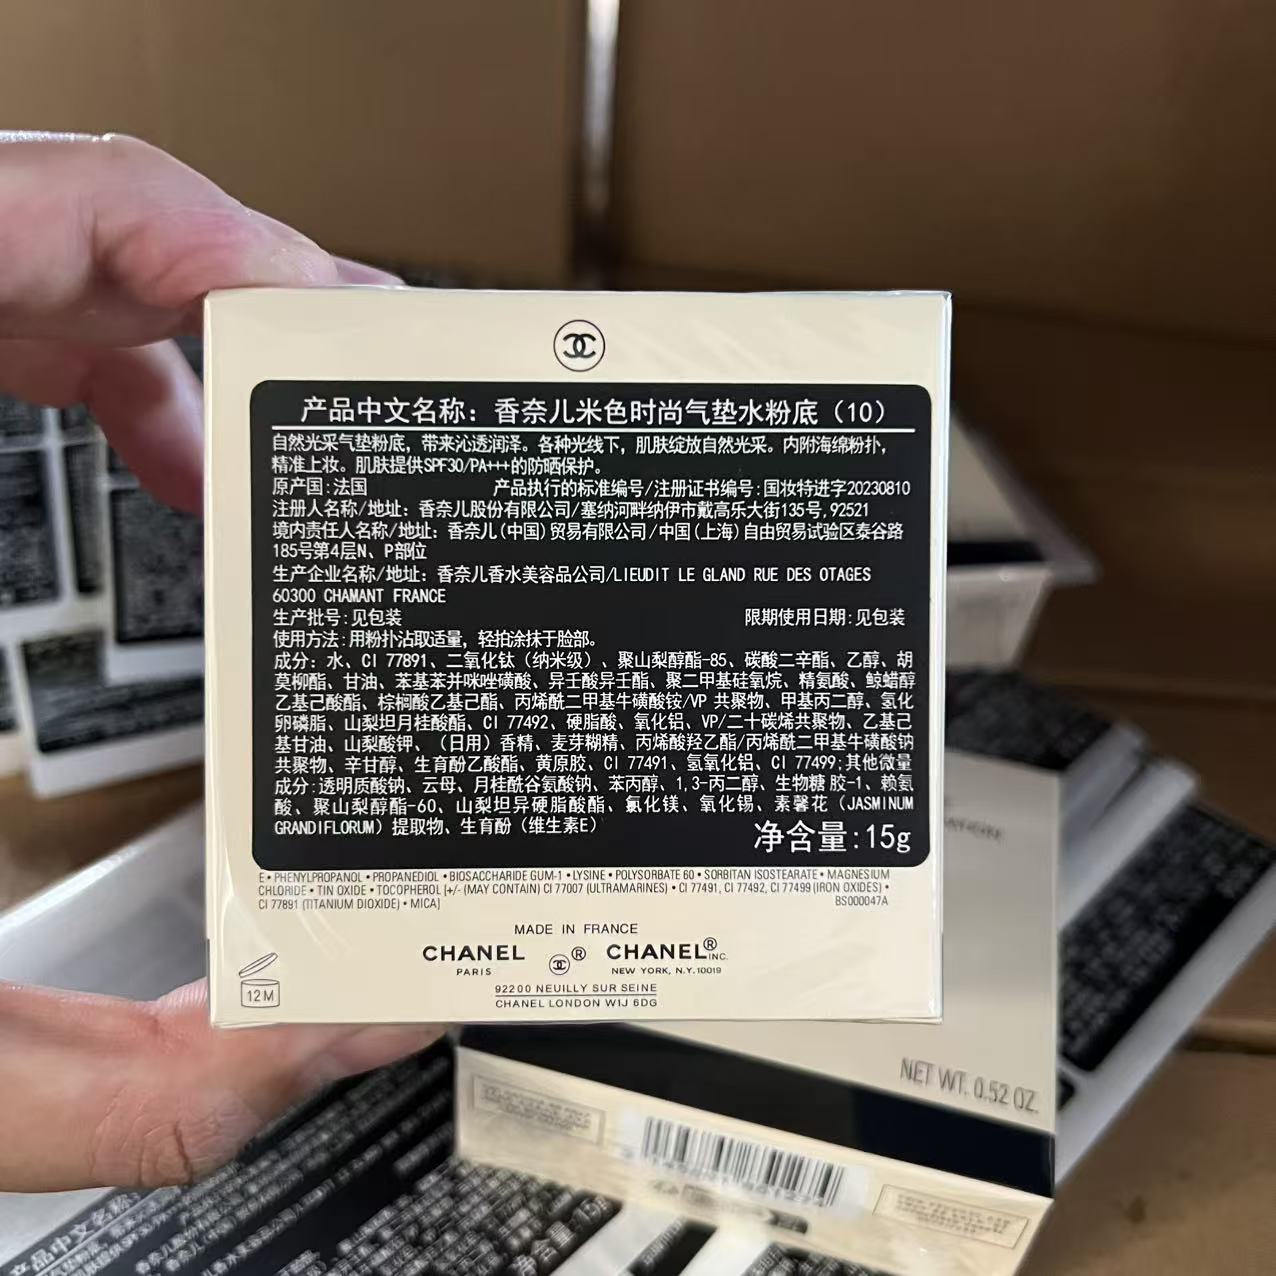 产品中文名称：香奈儿米色时尚气垫水粉底（10）
自然光采气垫粉底，带来沁透润泽。各种光线下，肌肤绽放自然光采。内附海绵粉扑，
精准上妆。肌肤提供SPF30/PA+++的防晒保护。
原产国:法国 产品执行的标准编号/注册证书编号:国妆特进字20230810
注册人名称/地址：香奈儿股份有限公司/塞纳河畔纳伊市戴高乐大街135号,92521
境内责任人名称/地址：香奈儿(中国)贸易有限公司/中国(上海)自由贸易试验区泰谷路
185号第4层N、P部位
生产企业名称/地址：香奈儿香水美容品公司/LIEUDIT LE GLAND RUE DES OTAGES
60300 CHAMANT FRANCE
生产批号:见包装 限期使用日期:见包装
使用方法:用粉扑沾取适量，轻拍涂抹于脸部。
成分：水、CI 77891、二氧化钛（纳米级）、聚山梨醇酯-85、碳酸二辛酯、乙醇、胡
莫柳酯、甘油、苯基苯并咪唑磺酸、异壬酸异壬酯、聚二甲基硅氧烷、精氨酸、鲸蜡醇
乙基己酸酯、棕榈酸乙基己酯、丙烯酰二甲基牛磺酸铵/VP 共聚物、甲基丙二醇、氢化
卵磷脂、山梨坦月桂酸酯、CI 77492、硬脂酸、氧化铝、VP/二十碳烯共聚物、乙基己
基甘油、山梨酸钾、（日用）香精、麦芽糊精、丙烯酸羟乙酯/丙烯酰二甲基牛磺酸钠
共聚物、辛甘醇、生育酚乙酸酯、黄原胶、CI 77491、氢氧化铝、CI 77499;其他微量
成分:透明质酸钠、云母、月桂酰谷氨酸钠、苯丙醇、1,3-丙二醇、生物糖 胶-1、赖氨
酸、聚山梨醇酯-60、山梨坦异硬脂酸酯、氯化镁、氧化锡、素馨花（JASMINUM
GRANDIFLORUM）提取物、生育酚（维生素E）
净含量:15g
E • PHENYLPROPANOL • PROPANEDIOL • BIOSACCHARIDE GUM-1 • LYSINE • POLYSORBATE 60 • SORBITAN ISOSTEARATE • MAGNESIUM
CHLORIDE • TIN OXIDE • TOCOPHEROL [+/- (MAY CONTAIN) CI 77007 (ULTRAMARINES) • CI 77491, CI 77492, CI 77499 (IRON OXIDES) •
CI 77891 (TITANIUM DIOXIDE) • MICA] BS000047A
MADE IN FRANCE
CHANEL ® CHANEL® INC.
PARIS NEW YORK, N.Y. 10019
92200 NEUILLY SUR SEINE
CHANEL LONDON W1J 6DG
12M
NET WT. 0.52 OZ.
产品中文名称：
净含量:15g